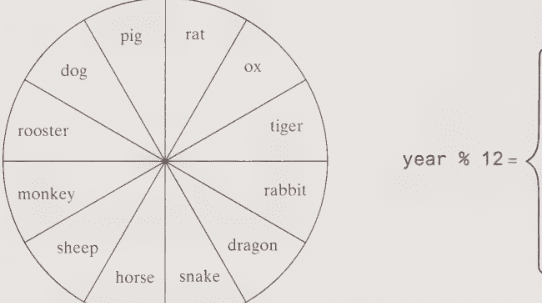 pig
rat
dog
ox
rooster
tiger
year % 12 =
monkey
rabbit
sheep
dragon
horse
snake